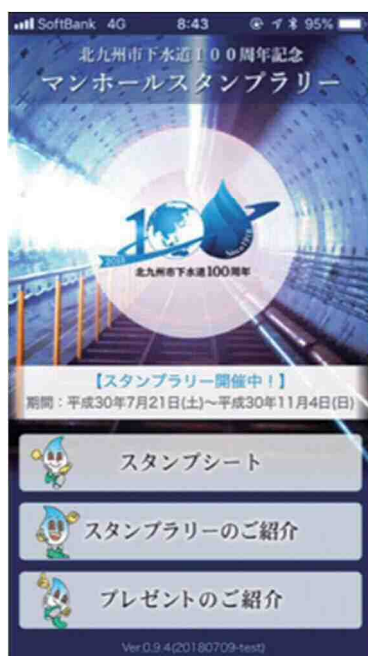 SoftBank 4G 8:43 95%
北九州市下水道100周年記念
マンホールスタンプラリー
100
2018
Since 1918
北九州市下水道100周年
【スタンプラリー開催中!】
期間:平成30年7月21日(土)~平成30年11月4日(日)
スタンプシート
スタンプラリーのご紹介
プレゼントのご紹介
Ver.0.9.4(20180709-test)